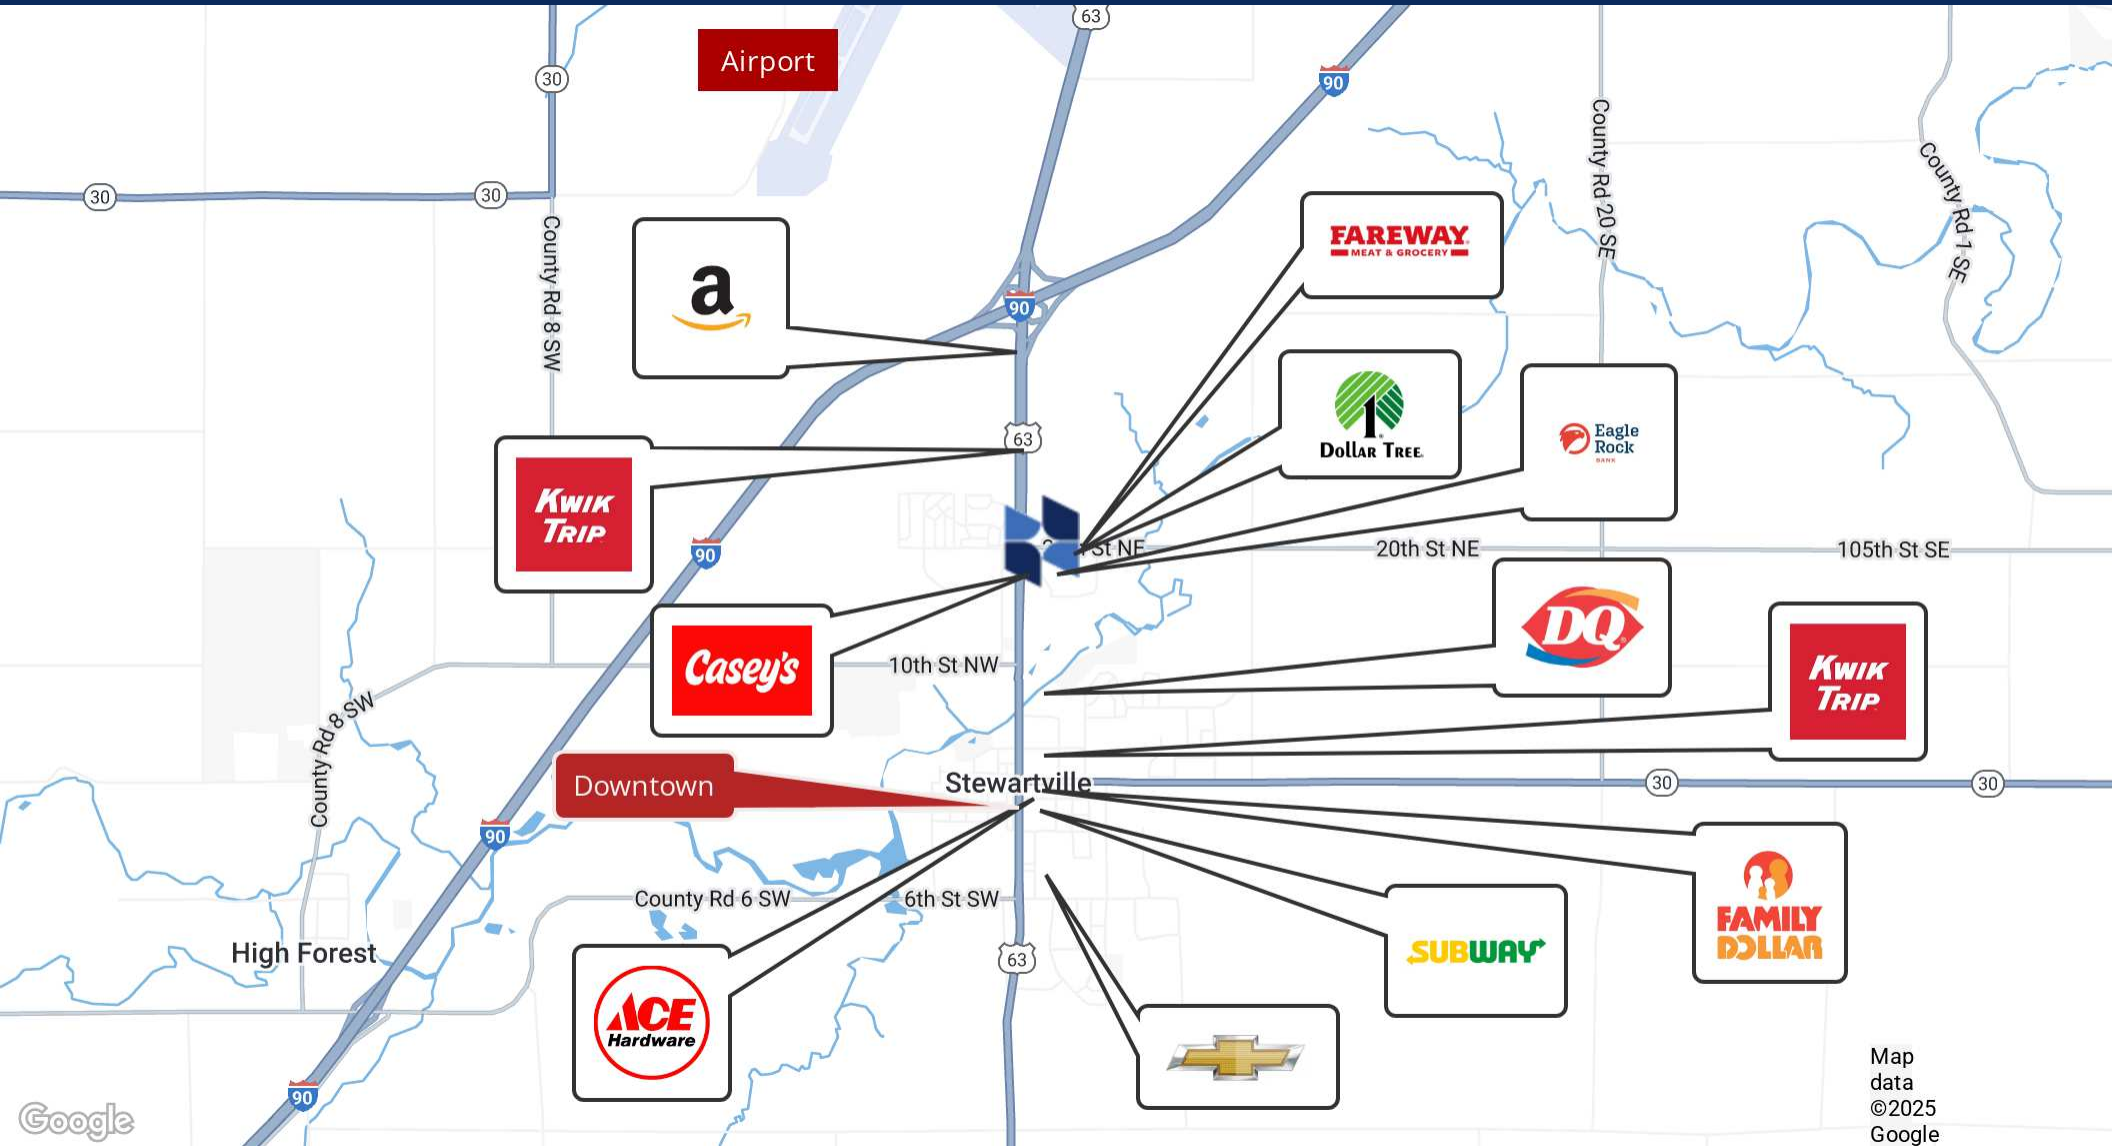 63
Airport
30
90
30
30
County Rd 8 SW
County Rd 20 SE
County Rd 1 SE
FAREWAY
MEAT & GROCERY
a
90
Dollar Tree
Eagle
Rock
BANK
63
KWIK
TRIP
90
St NE
20th St NE
105th St SE
DQ
Casey's
10th St NW
KWIK
TRIP
County Rd 8 SW
Downtown
Stewartville
30
30
90
FAMILY
DOLLAR
County Rd 6 SW
6th St SW
High Forest
SUBWAY
63
ACE
Hardware
90
Map
data
©2025
Google
Google